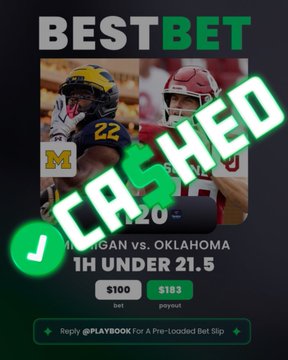 BESTBET
22
M
CA$HED
120
MICHIGAN vs. OKLAHOMA
1H UNDER 21.5
$100 $183
bet payout
Reply @PLAYBOOK For A Pre-Loaded Bet Slip